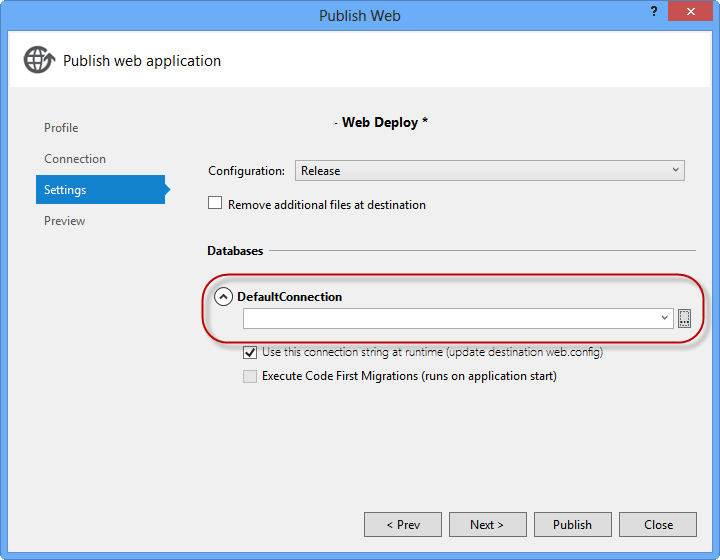 Publish Web
?
Publish web application
Profile
Connection
Settings
Preview
- Web Deploy *
Configuration: Release
Remove additional files at destination
Databases
DefaultConnection
...
Use this connection string at runtime (update destination web.config)
Execute Code First Migrations (runs on application start)
< Prev Next > Publish Close